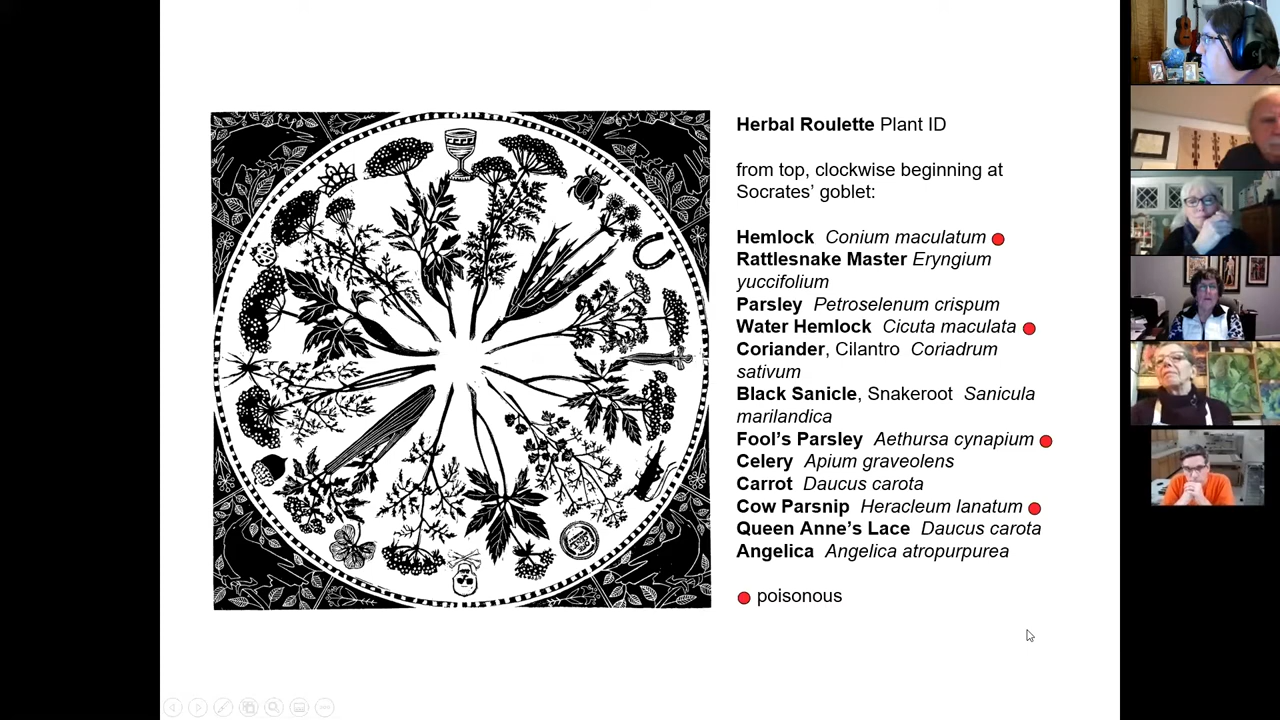 Herbal Roulette Plant ID
from top, clockwise beginning at
Socrates' goblet:
Hemlock Conium maculatum
Rattlesnake Master Eryngium
yuccifolium
Parsley Petroselenum crispum
Water Hemlock Cicuta maculata
Coriander, Cilantro Coriadrum
sativum
Black Sanicle, Snakeroot Sanicula
marilandica
Fool's Parsley Aethursa cynapium
Celery Apium graveolens
Carrot Daucus carota
Cow Parsnip Heracleum lanatum
Queen Anne's Lace Daucus carota
Angelica Angelica atropurpurea
poisonous